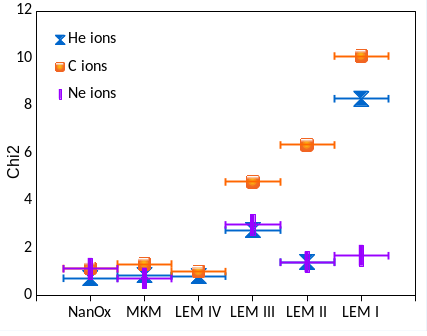 12
10
8
6
4
2
0
Chi2
He ions
C ions
Ne ions
NanOx MKM LEM IV LEM III LEM II LEM I